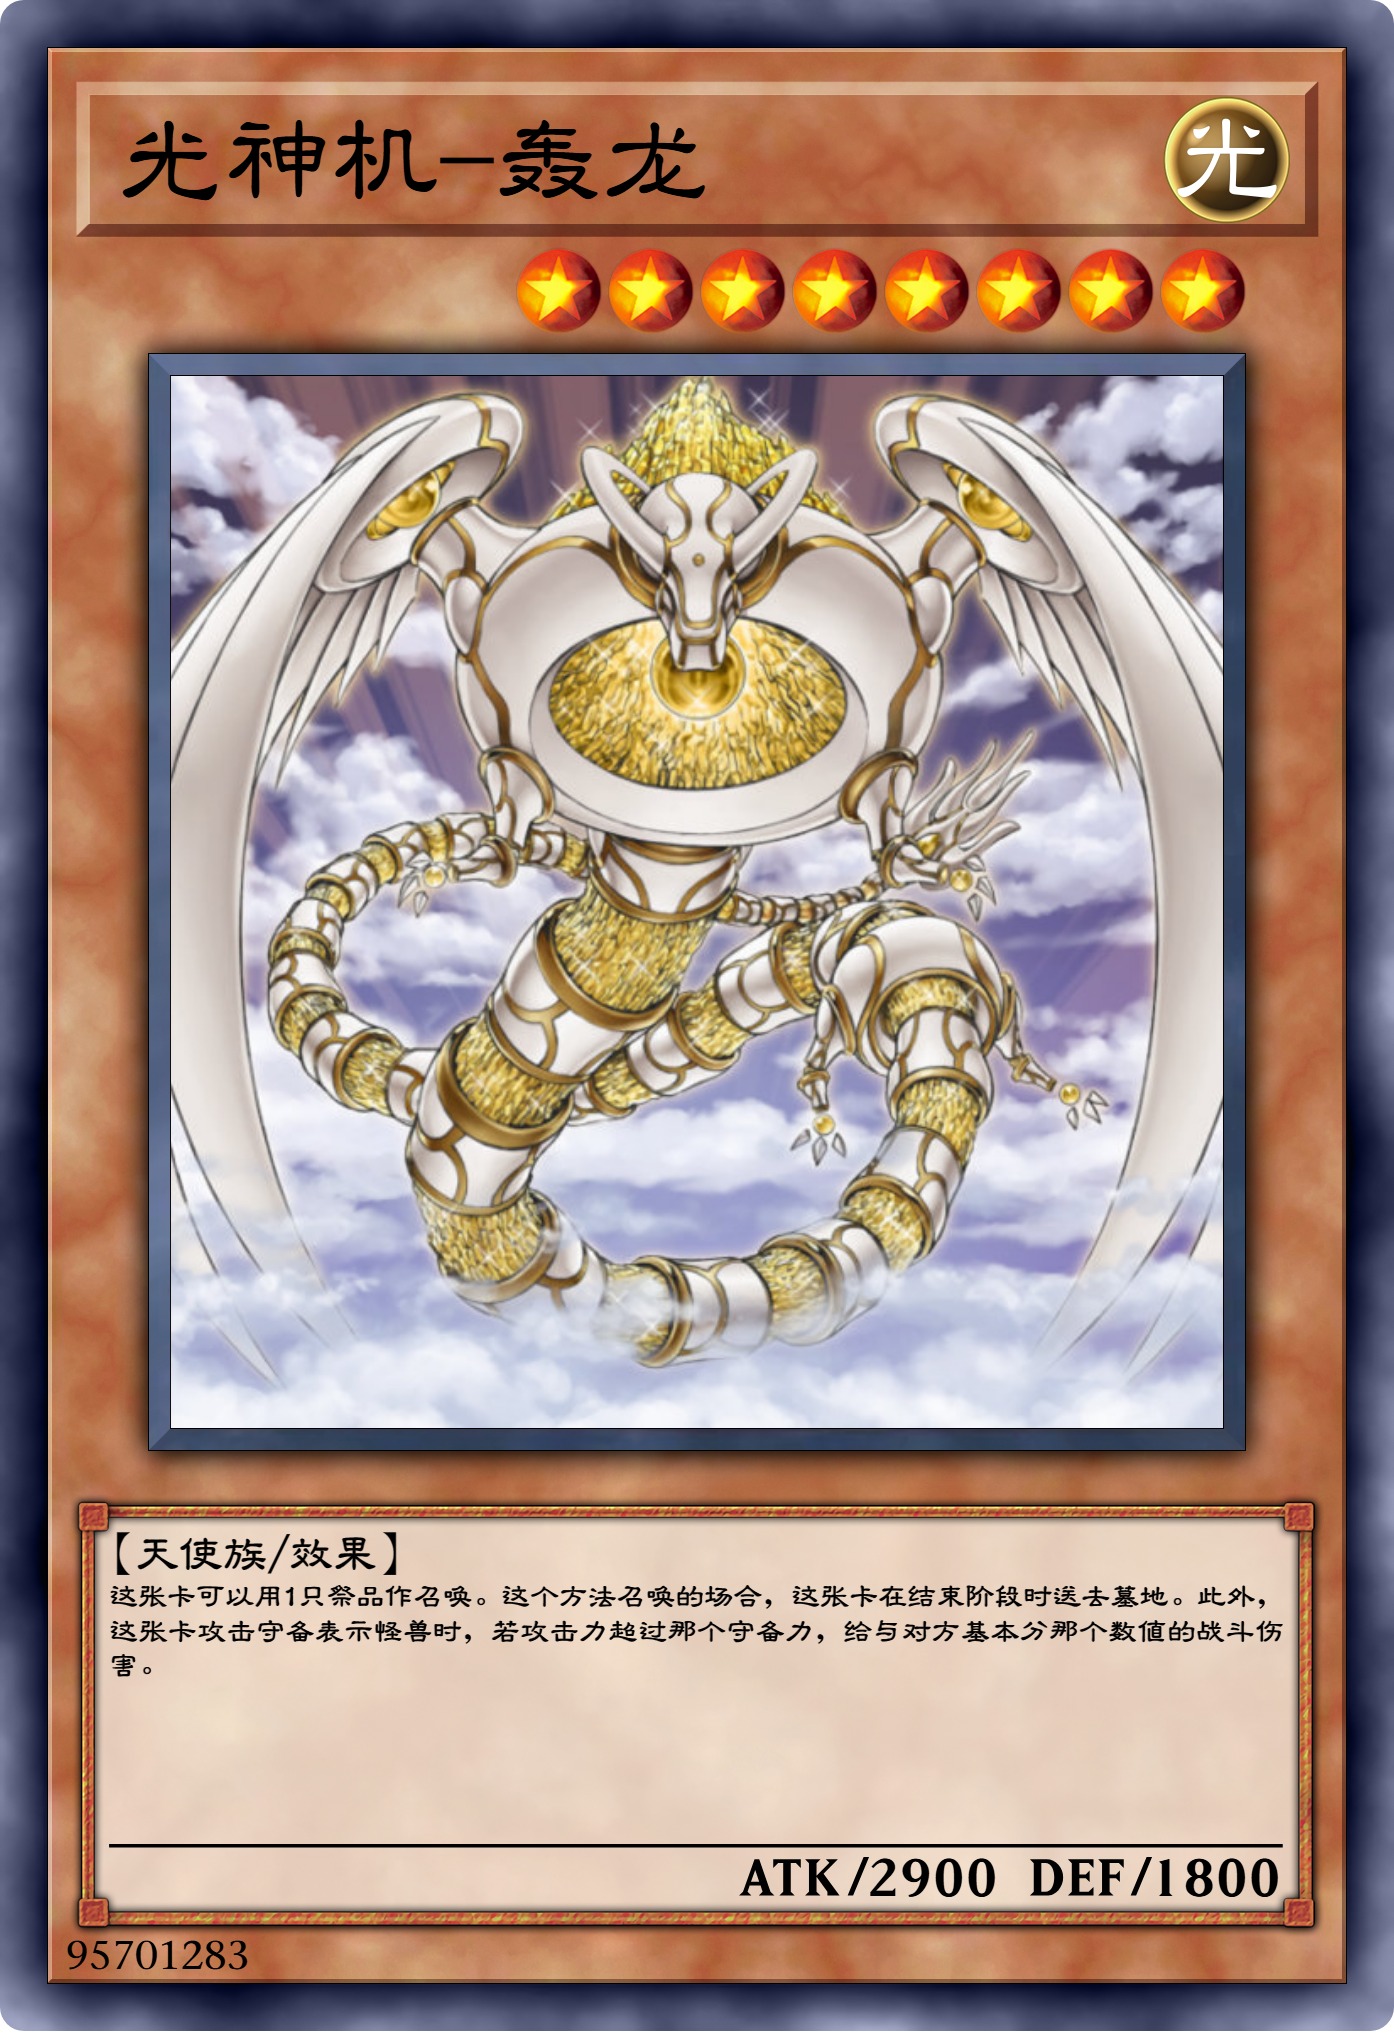 光神机-轰龙
光
【天使族/效果】
这张卡可以用1只祭品作召唤。这个方法召唤的场合，这张卡在结束阶段时送去墓地。此外，
这张卡攻击守备表示怪兽时，若攻击力超过那个守备力，给与对方基本分那个数值的战斗伤
害。
ATK/2900 DEF/1800
95701283